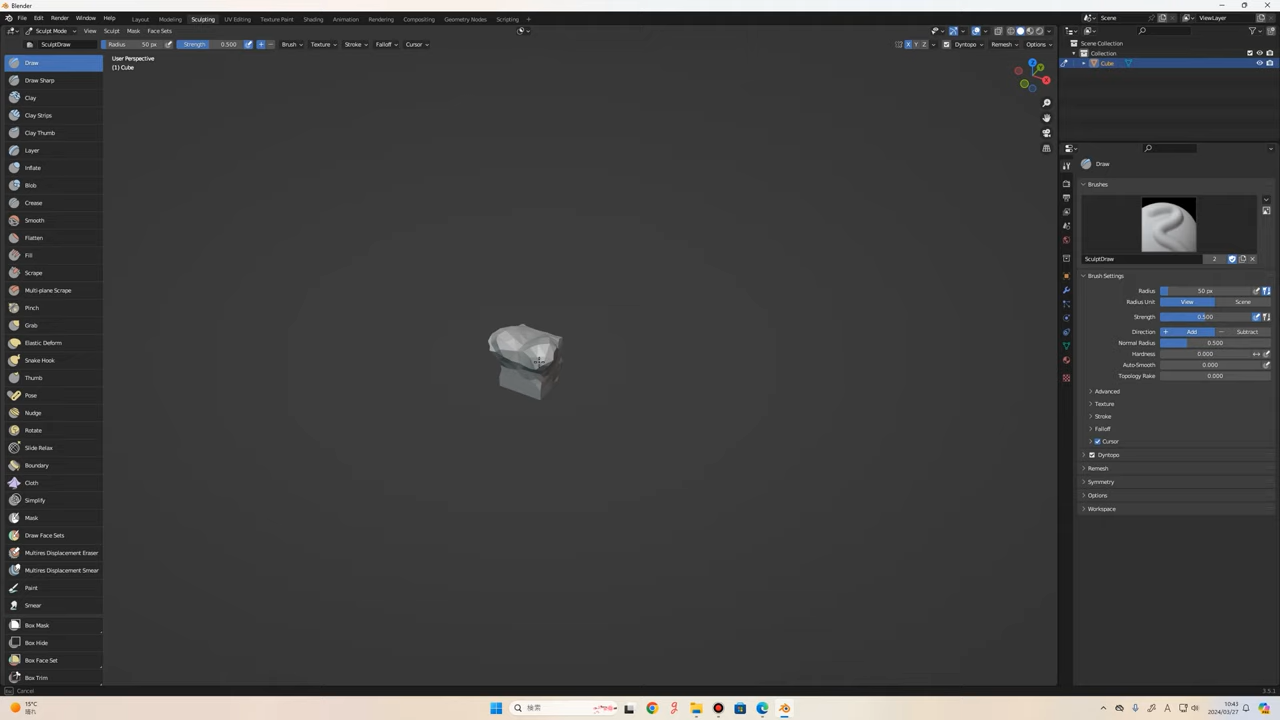 Blender
File Edit Render Window Help Layout Modeling Sculpting UV Editing Texture Paint Shading Animation Rendering Compositing Geometry Nodes Scripting + Scene ViewLayer
Sculpt Mode View Sculpt Mask Face Sets
SculptDraw Radius 50 px Strength 0.500 + − Brush Texture Stroke Falloff Cursor X Y Z Dyntopo Remesh Options
User Perspective
(1) Cube
Z
Y
X
Draw
Draw Sharp
Clay
Clay Strips
Clay Thumb
Layer
Inflate
Blob
Crease
Smooth
Flatten
Fill
Scrape
Multi-plane Scrape
Pinch
Grab
Elastic Deform
Snake Hook
Thumb
Pose
Nudge
Rotate
Slide Relax
Boundary
Cloth
Simplify
Mask
Draw Face Sets
Multires Displacement Eraser
Multires Displacement Smear
Paint
Smear
Box Mask
Box Hide
Box Face Set
Box Trim
Scene Collection
Collection
Cube
Draw
Brushes
SculptDraw 2
Brush Settings
Radius 50 px
Radius Unit View Scene
Strength 0.500
Direction + Add − Subtract
Normal Radius 0.500
Hardness 0.000
Auto-Smooth 0.000
Topology Rake 0.000
Advanced
Texture
Stroke
Falloff
Cursor
Dyntopo
Remesh
Symmetry
Options
Workspace
Cancel 3.5.1
15°C
晴れ
検索
A
10:43
2024/03/27